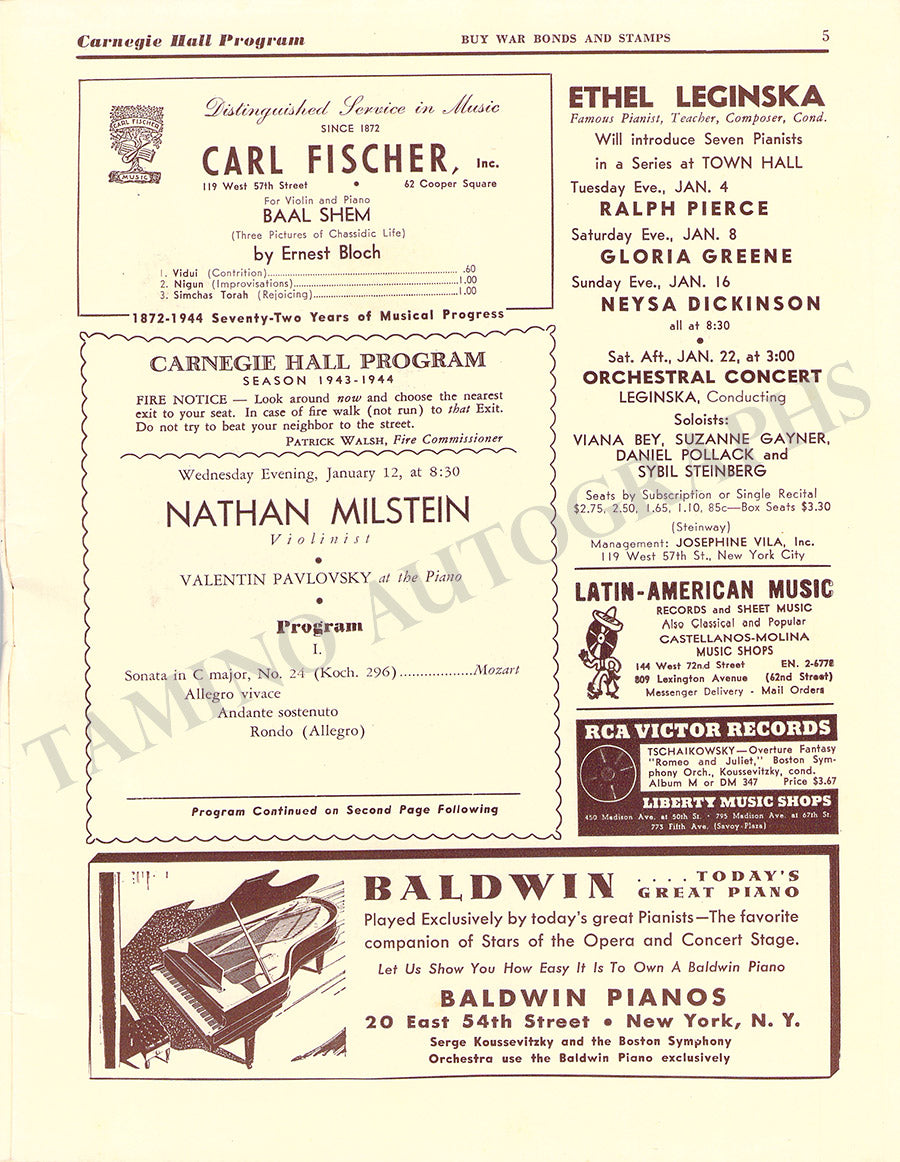 Carnegie Hall Program
BUY WAR BONDS AND STAMPS
5
CARL FISCHER
MUSIC
Distinguished Service in Music
SINCE 1872
CARL FISCHER, Inc.
119 West 57th Street • 62 Cooper Square
For Violin and Piano
BAAL SHEM
(Three Pictures of Chassidic Life)
by Ernest Bloch
1. Vidui (Contrition)..........60
2. Nigun (Improvisations)..........1.00
3. Simchas Torah (Rejoicing)..........1.00
1872-1944 Seventy-Two Years of Musical Progress
CARNEGIE HALL PROGRAM
SEASON 1943-1944
FIRE NOTICE — Look around now and choose the nearest
exit to your seat. In case of fire walk (not run) to that Exit.
Do not try to beat your neighbor to the street.
PATRICK WALSH, Fire Commissioner
Wednesday Evening, January 12, at 8:30
NATHAN MILSTEIN
Violinist
•
VALENTIN PAVLOVSKY at the Piano
•
Program
I.
Sonata in C major, No. 24 (Koch. 296)..................Mozart
Allegro vivace
Andante sostenuto
Rondo (Allegro)
Program Continued on Second Page Following
ETHEL LEGINSKA
Famous Pianist, Teacher, Composer, Cond.
Will introduce Seven Pianists
in a Series at TOWN HALL
Tuesday Eve., JAN. 4
RALPH PIERCE
Saturday Eve., JAN. 8
GLORIA GREENE
Sunday Eve., JAN. 16
NEYSA DICKINSON
all at 8:30
•
Sat. Aft., JAN. 22, at 3:00
ORCHESTRAL CONCERT
LEGINSKA, Conducting
Soloists:
VIANA BEY, SUZANNE GAYNER,
DANIEL POLLACK and
SYBIL STEINBERG
Seats by Subscription or Single Recital
$2.75, 2.50, 1.65, 1.10, 85c—Box Seats $3.30
(Steinway)
Management: JOSEPHINE VILA, Inc.
119 West 57th St., New York City
LATIN-AMERICAN MUSIC
RECORDS and SHEET MUSIC
Also Classical and Popular
CASTELLANOS-MOLINA
MUSIC SHOPS
144 West 72nd Street EN. 2-6778
809 Lexington Avenue (62nd Street)
Messenger Delivery - Mail Orders
RCA VICTOR RECORDS
TSCHAIKOWSKY—Overture Fantasy
"Romeo and Juliet," Boston Sym-
phony Orch., Koussevitzky, cond.
Album M or DM 347 Price $3.67
LIBERTY MUSIC SHOPS
450 Madison Ave. at 50th St. • 795 Madison Ave. at 67th St.
773 Fifth Ave. (Savoy-Plaza)
BALDWIN .... TODAY'S
GREAT PIANO
Played Exclusively by today's great Pianists—The favorite
companion of Stars of the Opera and Concert Stage.
Let Us Show You How Easy It Is To Own A Baldwin Piano
BALDWIN PIANOS
20 East 54th Street • New York, N. Y.
Serge Koussevitzky and the Boston Symphony
Orchestra use the Baldwin Piano exclusively
TAMINO AUTOGRAPHS